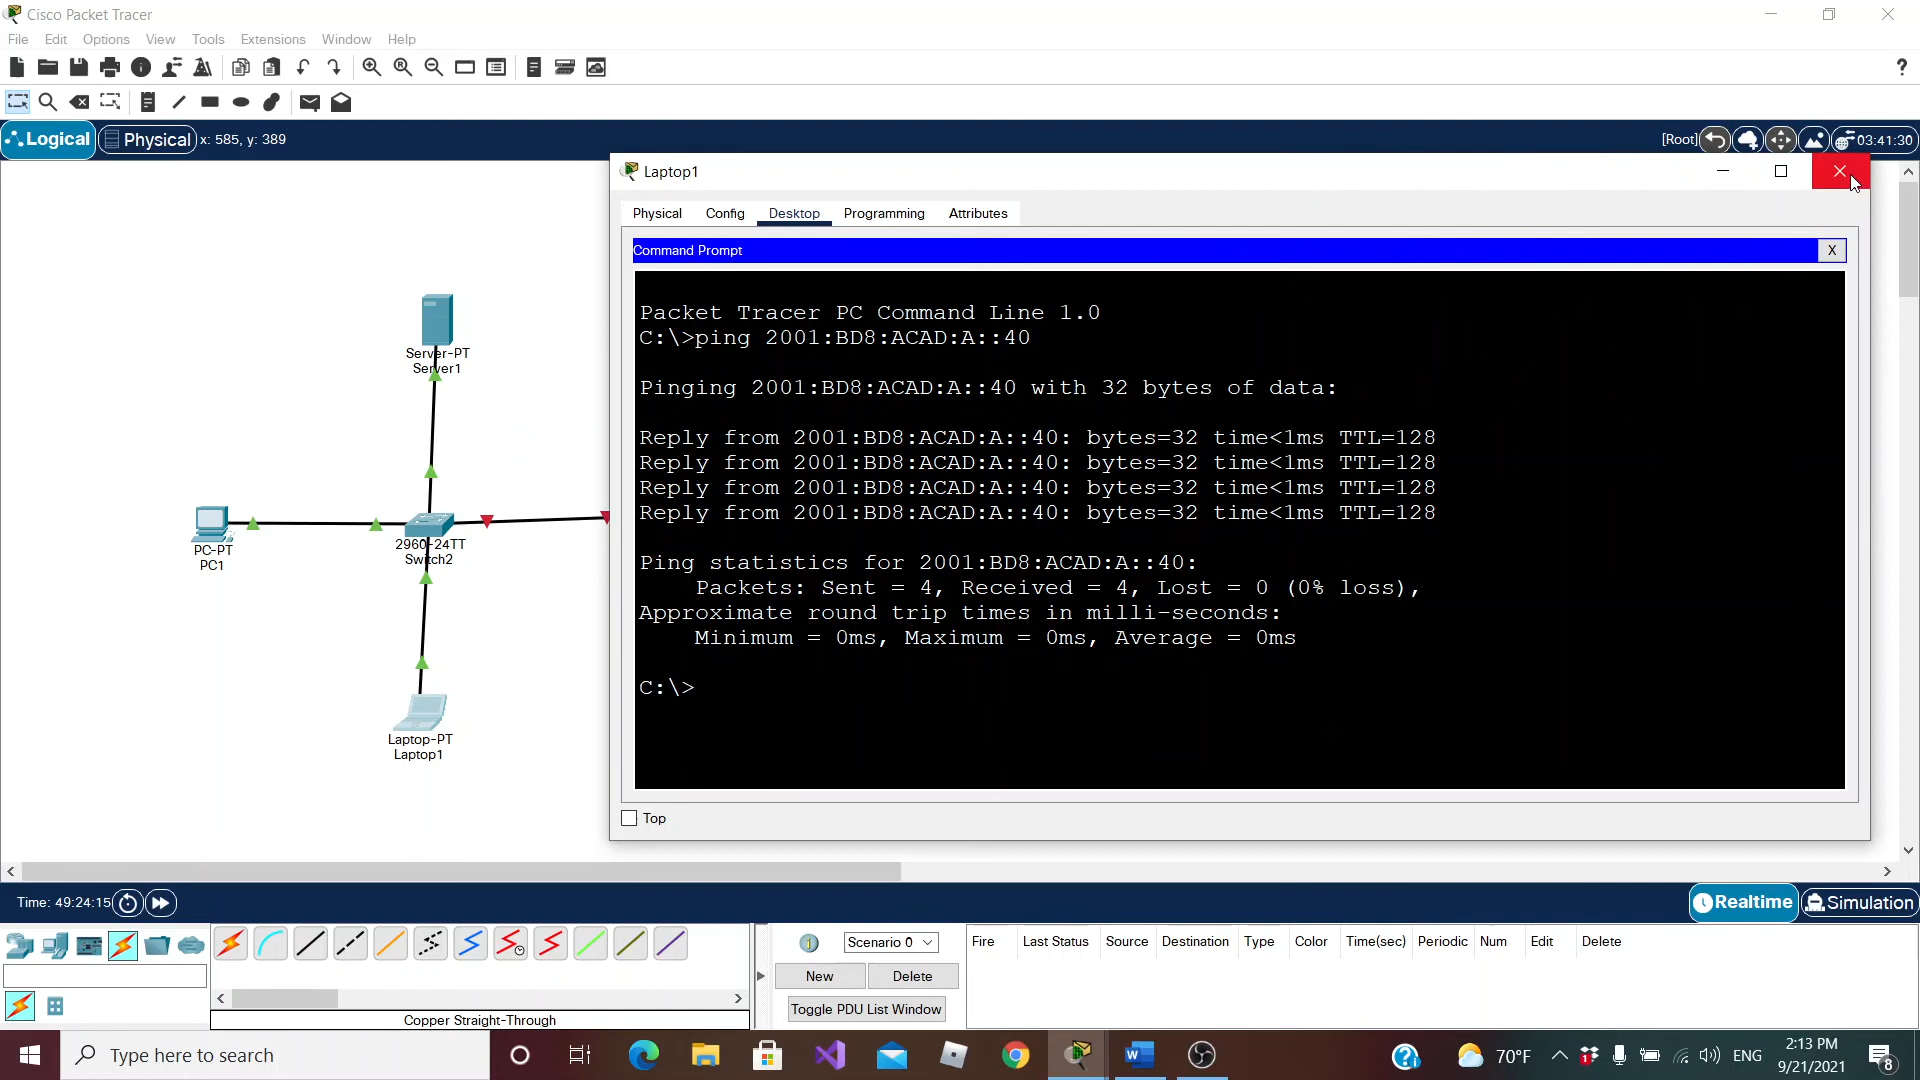 Cisco Packet Tracer
File Edit Options View Tools Extensions Window Help
?
Logical Physical x: 585, y: 389 [Root] 03:41:30
Laptop1
Physical Config Desktop Programming Attributes
Command Prompt X
Packet Tracer PC Command Line 1.0
C:\>ping 2001:BD8:ACAD:A::40
Pinging 2001:BD8:ACAD:A::40 with 32 bytes of data:
Reply from 2001:BD8:ACAD:A::40: bytes=32 time<1ms TTL=128
Reply from 2001:BD8:ACAD:A::40: bytes=32 time<1ms TTL=128
Reply from 2001:BD8:ACAD:A::40: bytes=32 time<1ms TTL=128
Reply from 2001:BD8:ACAD:A::40: bytes=32 time<1ms TTL=128
Ping statistics for 2001:BD8:ACAD:A::40:
Packets: Sent = 4, Received = 4, Lost = 0 (0% loss),
Approximate round trip times in milli-seconds:
Minimum = 0ms, Maximum = 0ms, Average = 0ms
C:\>
Top
Server-PT
Server1
PC-PT
PC1
2960-24TT
Switch2
Laptop-PT
Laptop1
Time: 49:24:15 Realtime Simulation
Scenario 0
New Delete
Toggle PDU List Window
Fire Last Status Source Destination Type Color Time(sec) Periodic Num Edit Delete
Copper Straight-Through
Type here to search
70°F ENG
2:13 PM
9/21/2021
8